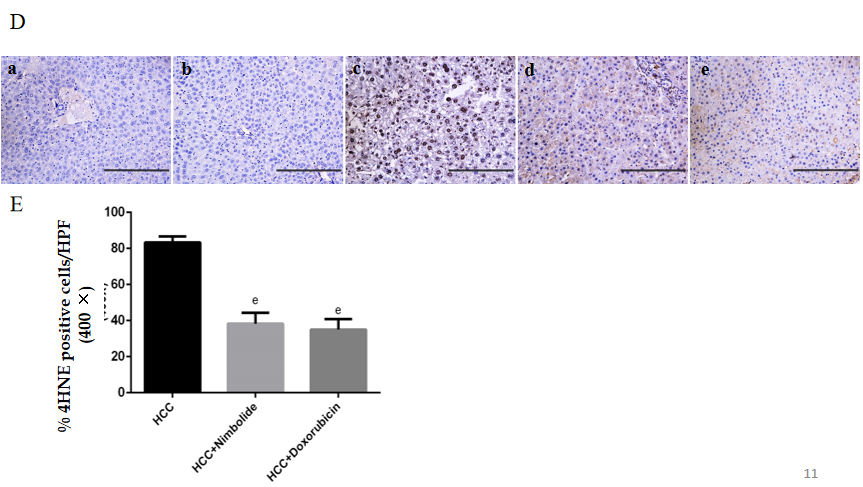 D
a
b
c
d
e
E
% 4HNE positive cells/HPF
(400 ×)
100
80
60
40
20
0
e
e
HCC
HCC+Nimbolide
HCC+Doxorubicin
11